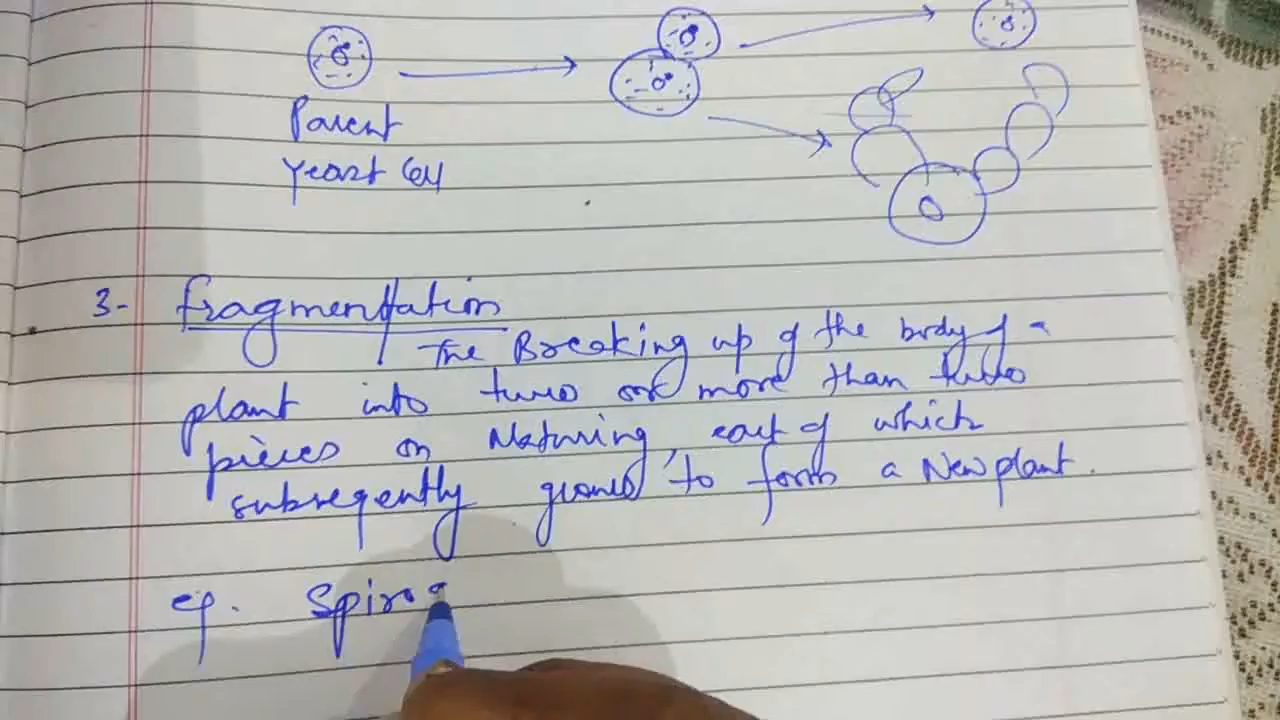 Parent
Yeast Cell
3- fragmentation
The Breaking up of the body of a
plant into two or more than two
pieces on Maturing, each of which
subseqently grows to form a New plant.
eg. Spiro